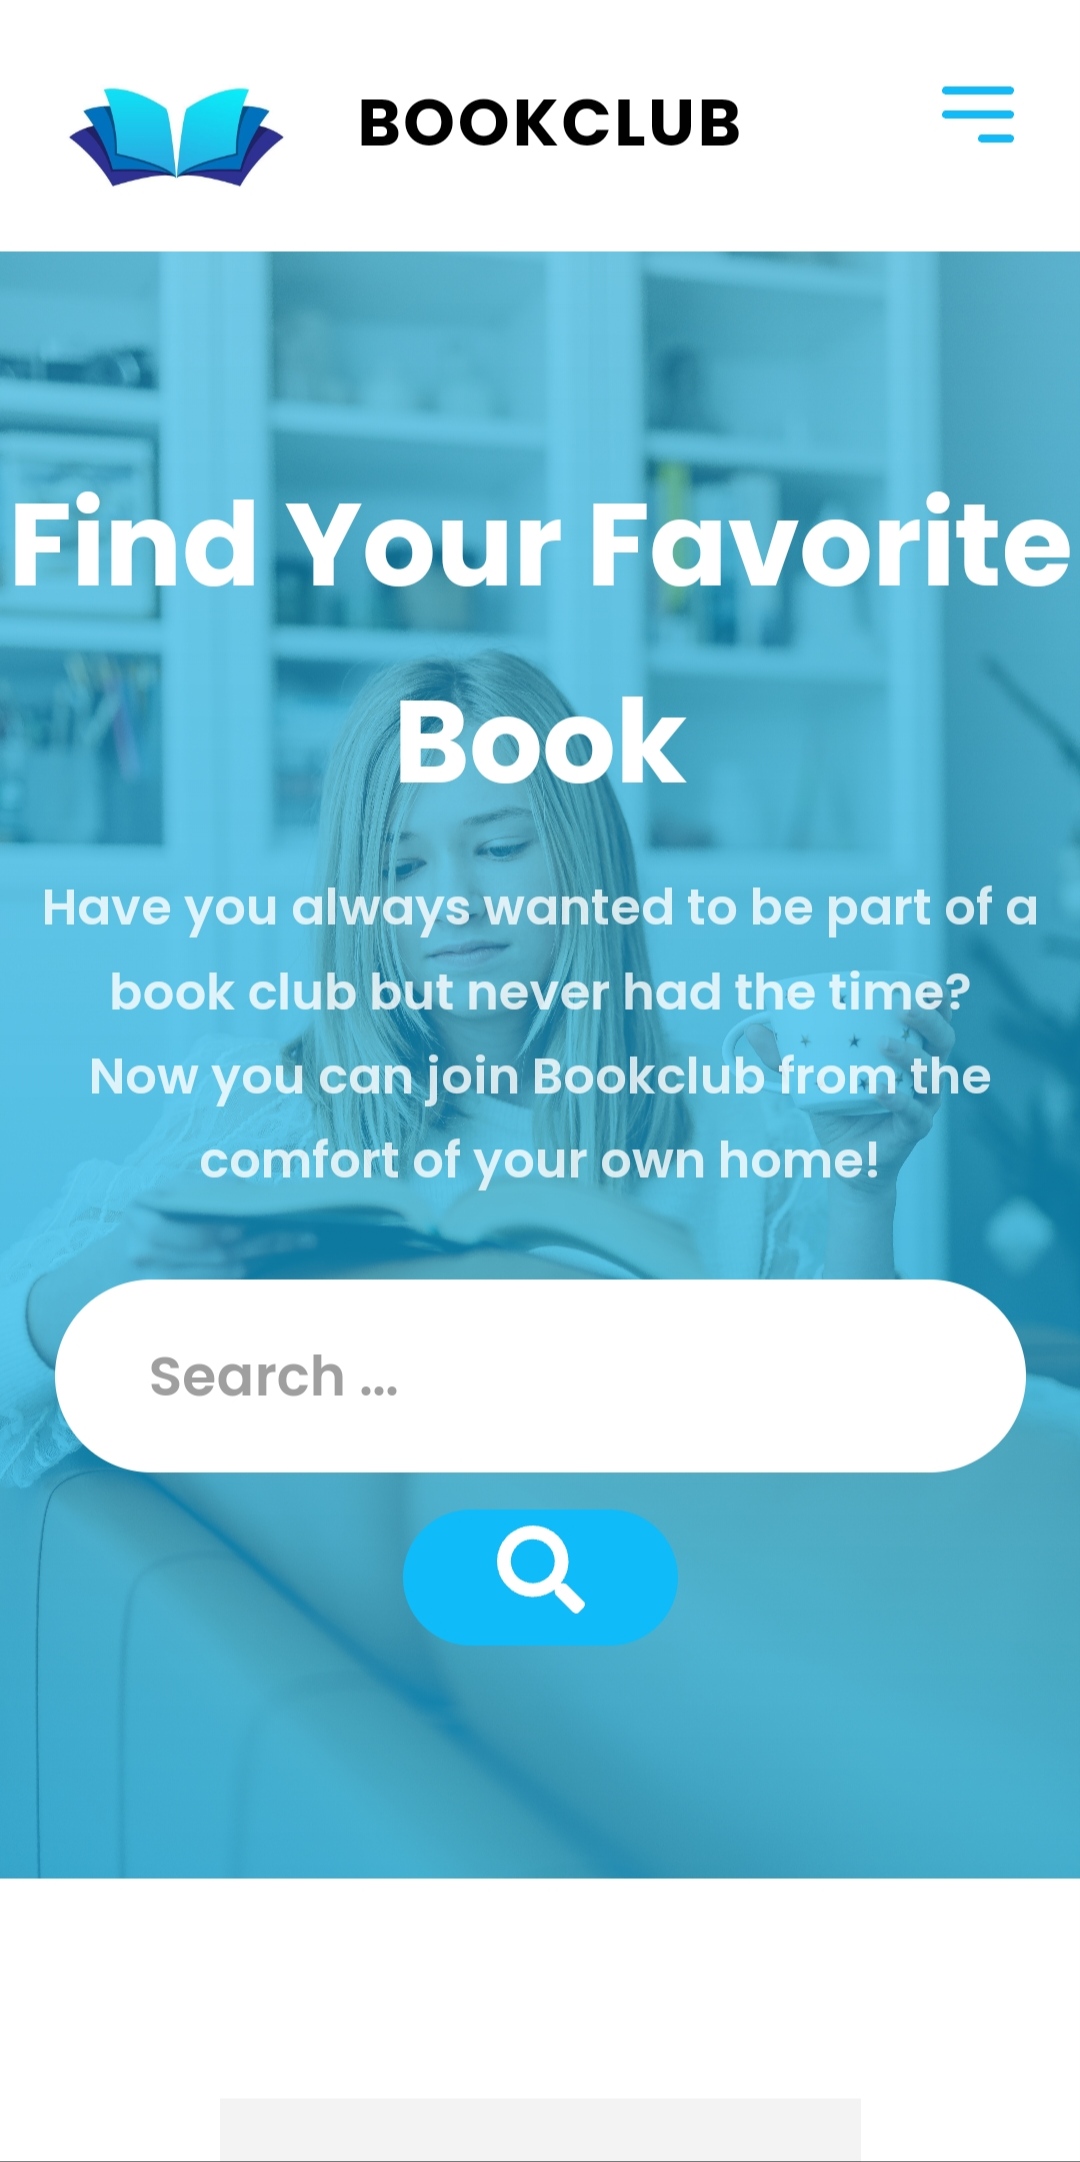 BOOKCLUB
Find Your Favorite
Book
Have you always wanted to be part of a
book club but never had the time?
Now you can join Bookclub from the
comfort of your own home!
Search ...